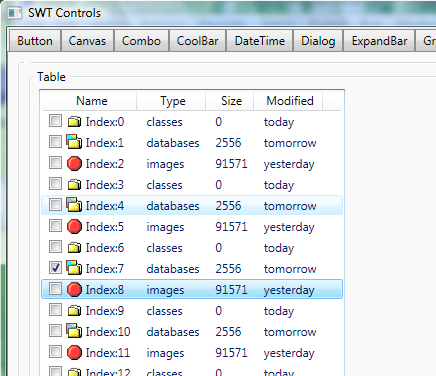 SWT Controls
Button Canvas Combo CoolBar DateTime Dialog ExpandBar Gr
Table
Name Type Size Modified
Index:0 classes 0 today
Index:1 databases 2556 tomorrow
Index:2 images 91571 yesterday
Index:3 classes 0 today
Index:4 databases 2556 tomorrow
Index:5 images 91571 yesterday
Index:6 classes 0 today
Index:7 databases 2556 tomorrow
Index:8 images 91571 yesterday
Index:9 classes 0 today
Index:10 databases 2556 tomorrow
Index:11 images 91571 yesterday
Index:12 classes 0 today